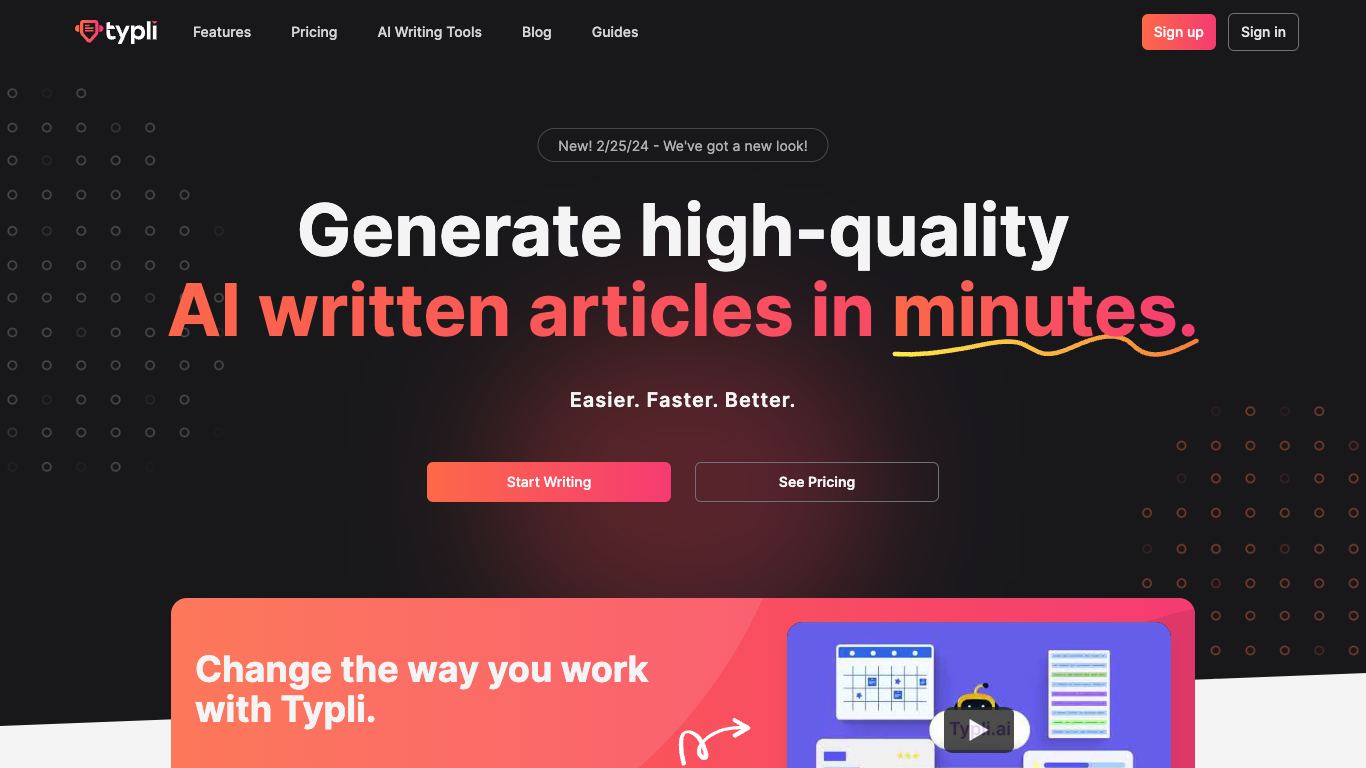 typli
Features
Pricing
AI Writing Tools
Blog
Guides
Sign up
Sign in
New! 2/25/24 - We've got a new look!
Generate high-quality
AI written articles in minutes.
Easier. Faster. Better.
Start Writing
See Pricing
Change the way you work
with Typli.
Typli.ai